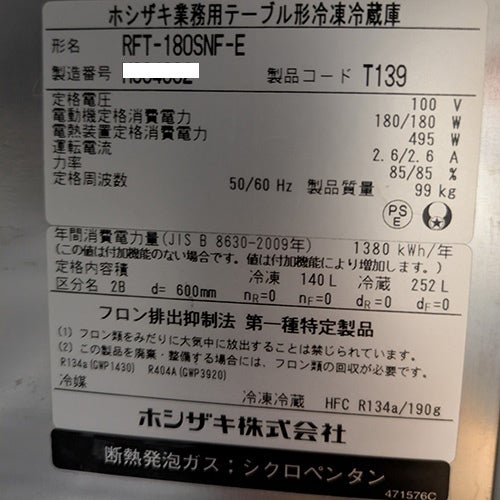 ホシザキ業務用テーブル形冷凍冷蔵庫
形名 RFT-180SNF-E
製造番号 製品コード T139
定格電圧 100 V
電動機定格消費電力 180/180 W
電熱装置定格消費電力 495 W
運転電流 2.6/2.6 A
力率 85/85 %
定格周波数 50/60 Hz 製品質量 99 kg
PS E
年間消費電力量(JIS B 8630-2009年) 1380 kWh/年
(この値は付加機能のない場合です。値は付加機能により増加します。)
定格内容積 冷凍 140 L 冷蔵 252 L
区分名 2B d= 600mm nR=0 nF=0 dR=0 dF=0
フロン排出抑制法 第一種特定製品
(1) フロン類をみだりに大気中に放出することは禁じられています。
(2) この製品を廃棄・整備する場合には、フロン類の回収が必要です。
R134a(GWP1430) R404A(GWP3920)
冷媒 冷凍冷蔵 HFC R134a/190g
ホシザキ株式会社
断熱発泡ガス：シクロペンタン
471576C